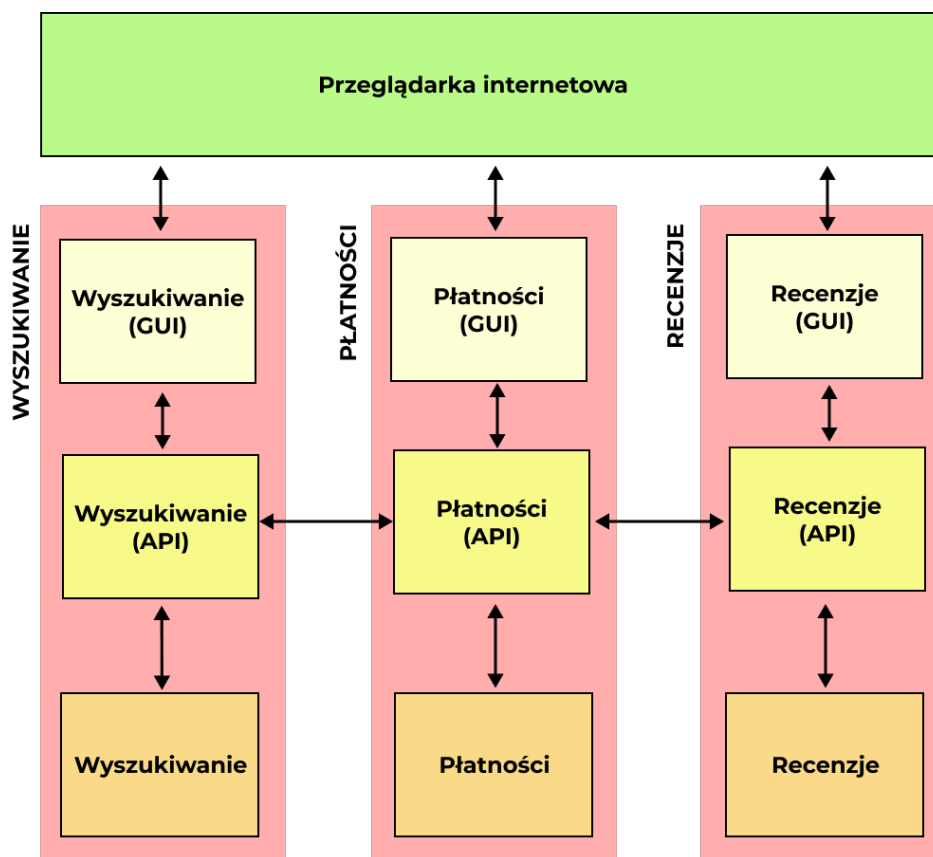 Przeglądarka internetowa
WYSZUKIWANIE
PŁATNOŚCI
RECENZJE
Wyszukiwanie
(GUI)
Płatności
(GUI)
Recenzje
(GUI)
Wyszukiwanie
(API)
Płatności
(API)
Recenzje
(API)
Wyszukiwanie
Płatności
Recenzje